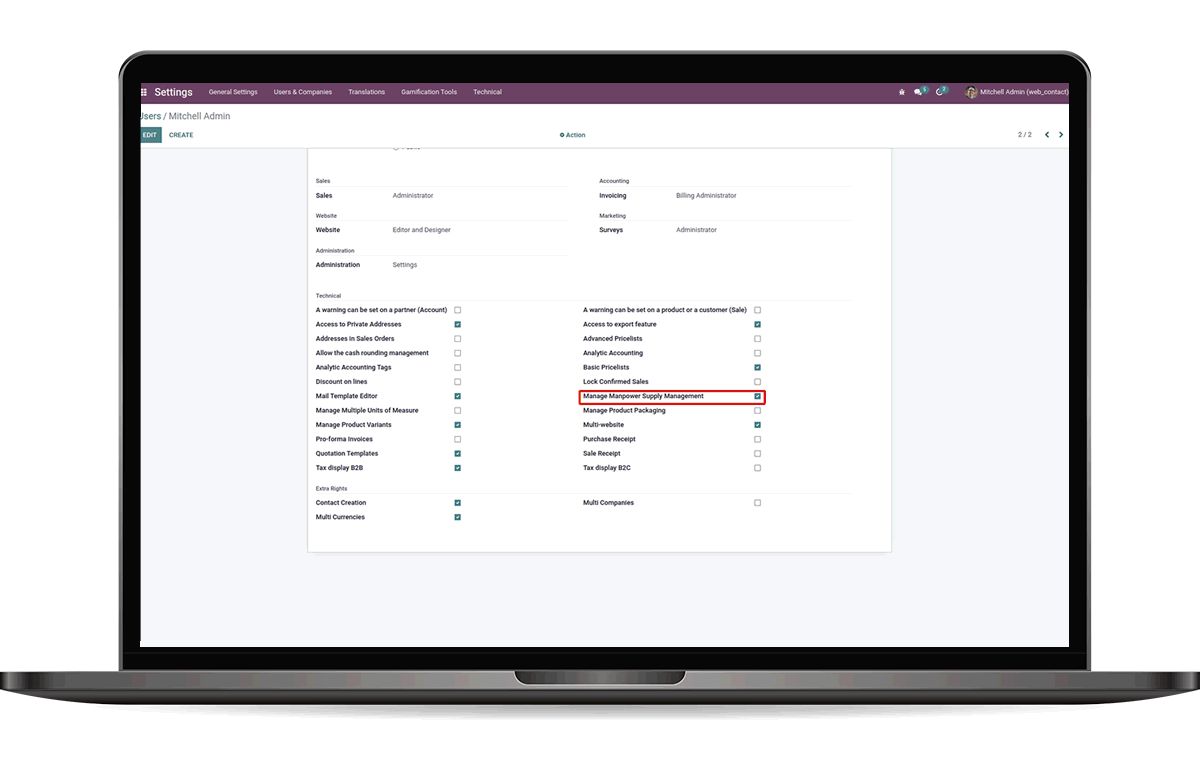 Settings General Settings Users & Companies Translations Gamification Tools Technical 5 2 Mitchell Admin (web_contact)
Users / Mitchell Admin
EDIT CREATE Action 2 / 2
Sales Accounting
Sales Administrator Invoicing Billing Administrator
Website Marketing
Website Editor and Designer Surveys Administrator
Administration
Administration Settings
Technical
A warning can be set on a partner (Account) A warning can be set on a product or a customer (Sale)
Access to Private Addresses Access to export feature
Addresses in Sales Orders Advanced Pricelists
Allow the cash rounding management Analytic Accounting
Analytic Accounting Tags Basic Pricelists
Discount on lines Lock Confirmed Sales
Mail Template Editor Manage Manpower Supply Management
Manage Multiple Units of Measure Manage Product Packaging
Manage Product Variants Multi-website
Pro-forma Invoices Purchase Receipt
Quotation Templates Sale Receipt
Tax display B2B Tax display B2C
Extra Rights
Contact Creation Multi Companies
Multi Currencies